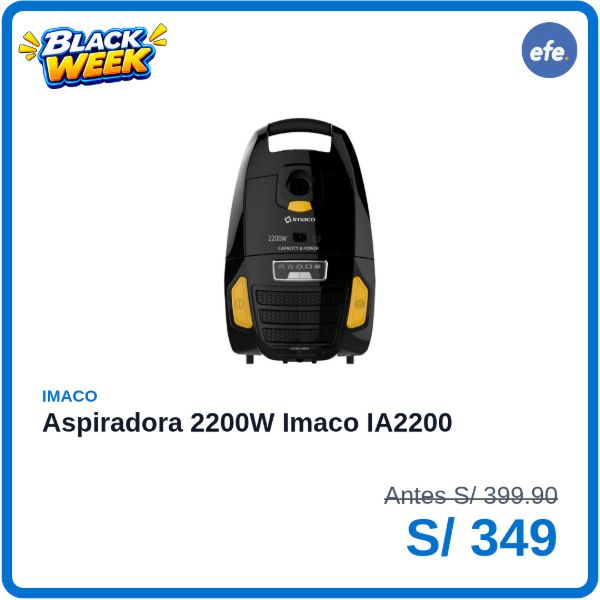 BLACK
WEEK
efe.
imaco
2200W
CAPACITY & POWER
IMACO
Aspiradora 2200W Imaco IA2200
Antes S/ 399.90
S/ 349